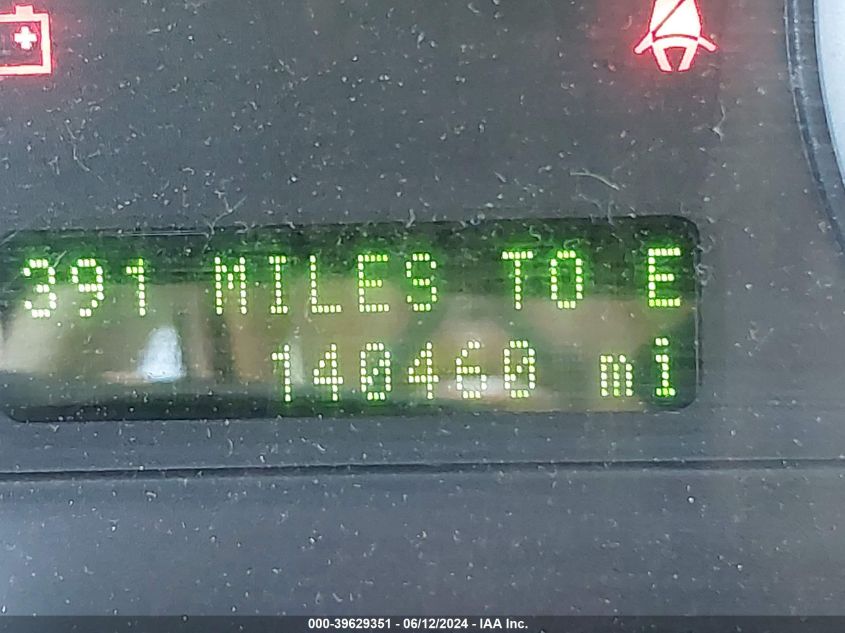 391 MILES TO E
140460 mi
000-39629351 - 06/12/2024 - IAA Inc.